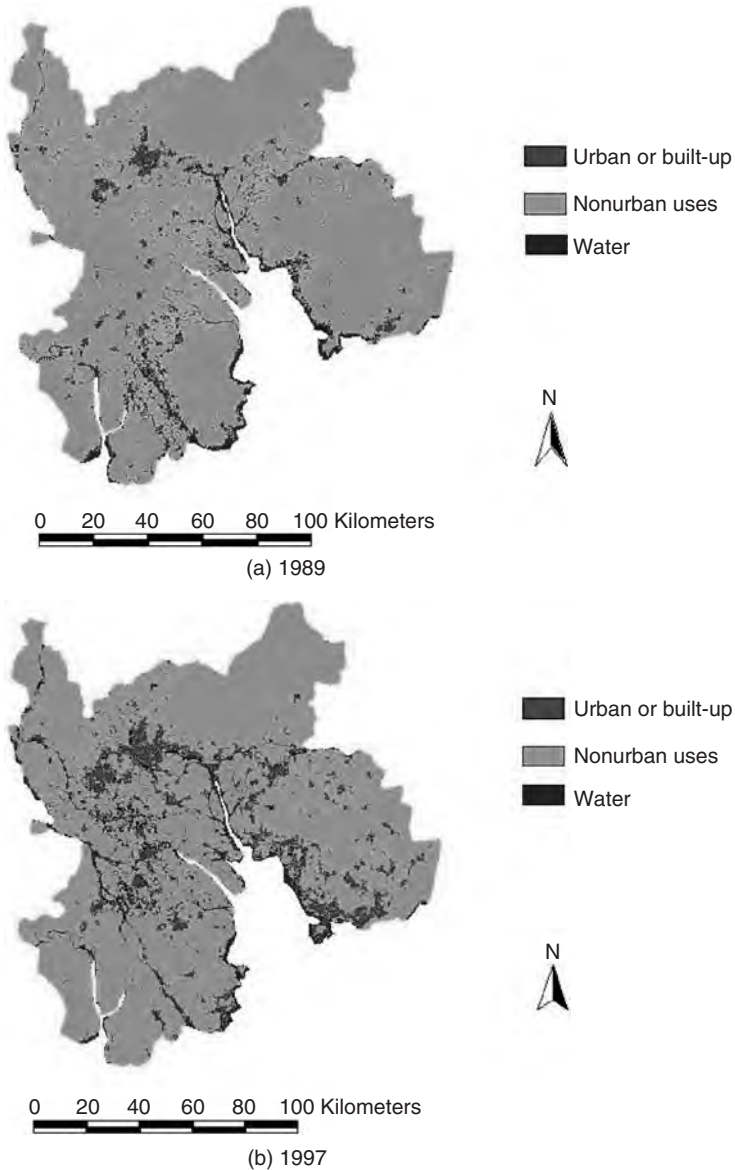 Urban or built-up
Nonurban uses
Water
N
0 20 40 60 80 100 Kilometers
(a) 1989
Urban or built-up
Nonurban uses
Water
N
0 20 40 60 80 100 Kilometers
(b) 1997